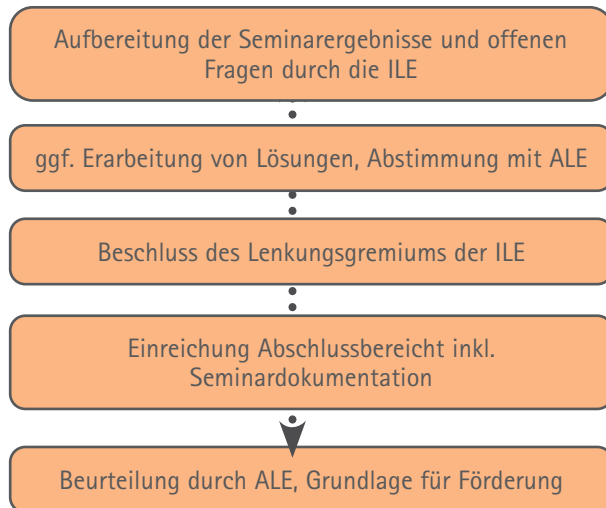 Aufbereitung der Seminarergebnisse und offenen
Fragen durch die ILE
ggf. Erarbeitung von Lösungen, Abstimmung mit ALE
Beschluss des Lenkungsgremiums der ILE
Einreichung Abschlussbereicht inkl.
Seminardokumentation
Beurteilung durch ALE, Grundlage für Förderung